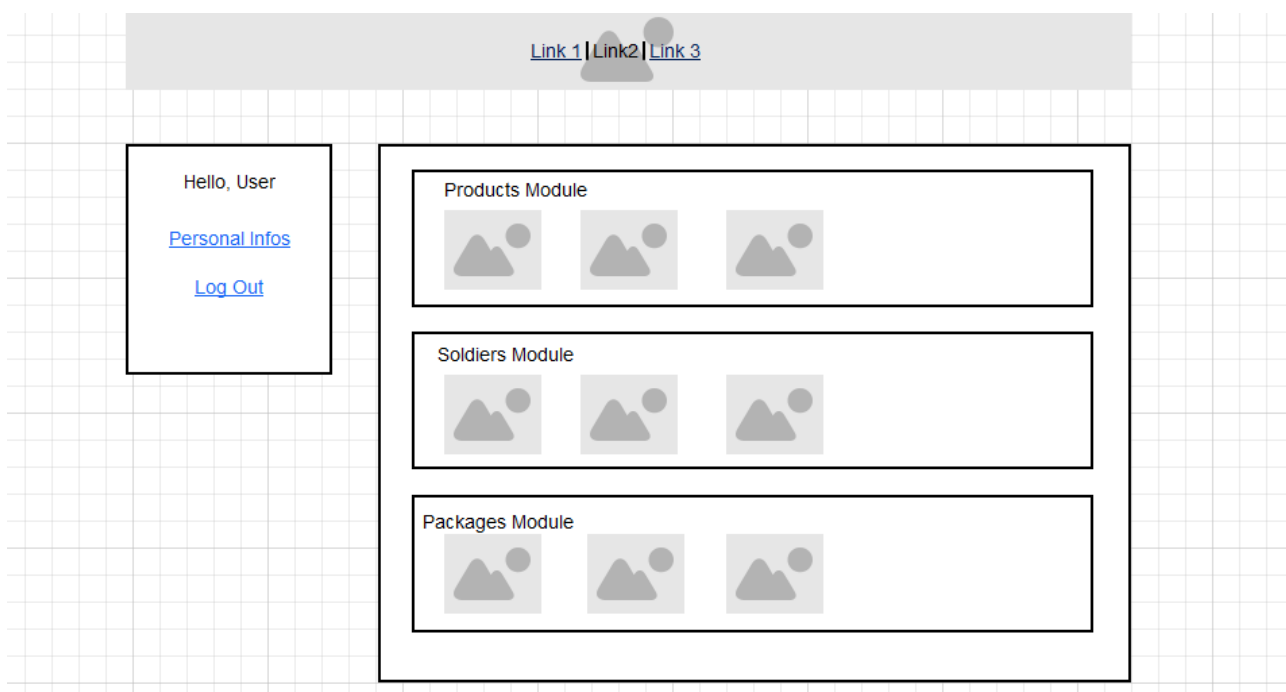 Link 1|Link2|Link 3
Hello, User
Personal Infos
Log Out
Products Module
Soldiers Module
Packages Module